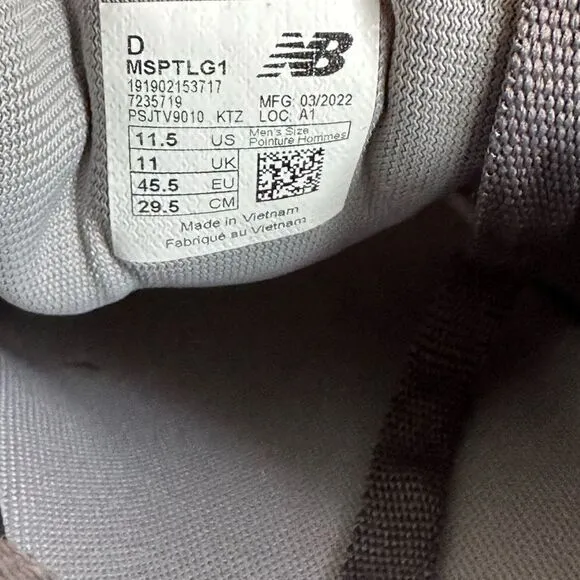 D
MSPTLG1
191902153717
7235719
PSJTV9010 KTZ
NB
MFG: 03/2022
LOC: A1
11.5 US
11 UK
45.5 EU
29.5 CM
Men's Size
Pointure Hommes
Made in Vietnam
Fabriqué au Vietnam